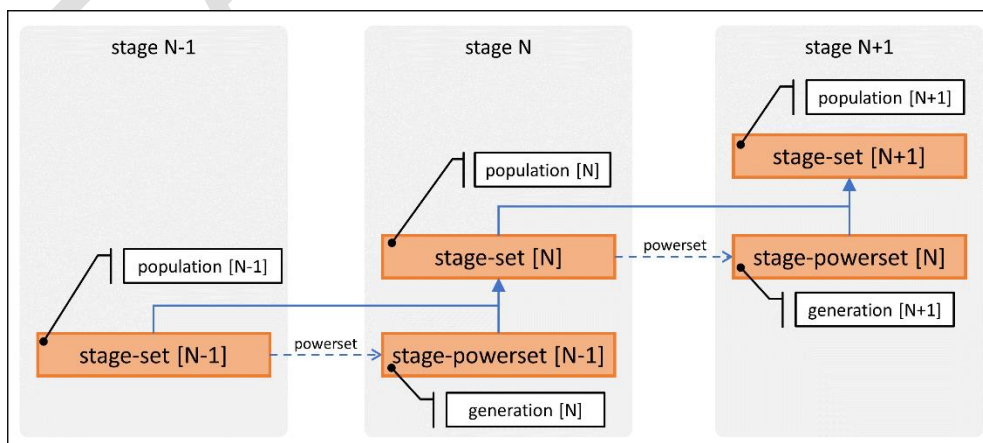 stage N-1
stage N
stage N+1
population [N+1]
stage-set [N+1]
population [N]
stage-set [N]
powerset
stage-powerset [N]
population [N-1]
generation [N+1]
stage-set [N-1]
powerset
stage-powerset [N-1]
generation [N]